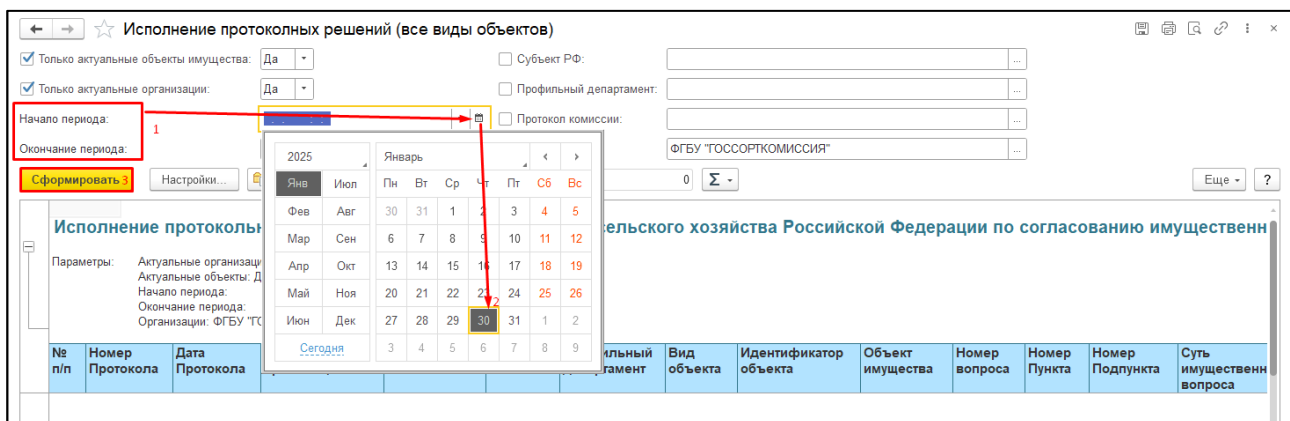 Исполнение протокольных решений (все виды объектов)
Только актуальные объекты имущества: Да
Субъект РФ:
Только актуальные организации: Да
Профильный департамент:
Начало периода:
1
Протокол комиссии:
Окончание периода:
ФГБУ "ГОССОРТКОМИССИЯ"
Сформировать 3
Настройки...
0 Σ
Еще
?
2025
Январь
Янв Июл Пн Вт Ср Чт Пт Сб Вс
Фев Авг 30 31 1 2 3 4 5
Мар Сен 6 7 8 9 10 11 12
Апр Окт 13 14 15 16 17 18 19
Май Ноя 20 21 22 23 24 25 26
2
Июн Дек 27 28 29 30 31 1 2
Сегодня 3 4 5 6 7 8 9
Исполнение протокольн
сельского хозяйства Российской Федерации по согласованию имуществен
Параметры:
Актуальные организаци
Актуальные объекты: Д
Начало периода:
Окончание периода:
Организации: ФГБУ "ГО
№ п/п
Номер Протокола
Дата Протокола
Вид объекта
Идентификатор объекта
Объект имущества
Номер вопроса
Номер Пункта
Номер Подпункта
Суть имущественн вопроса